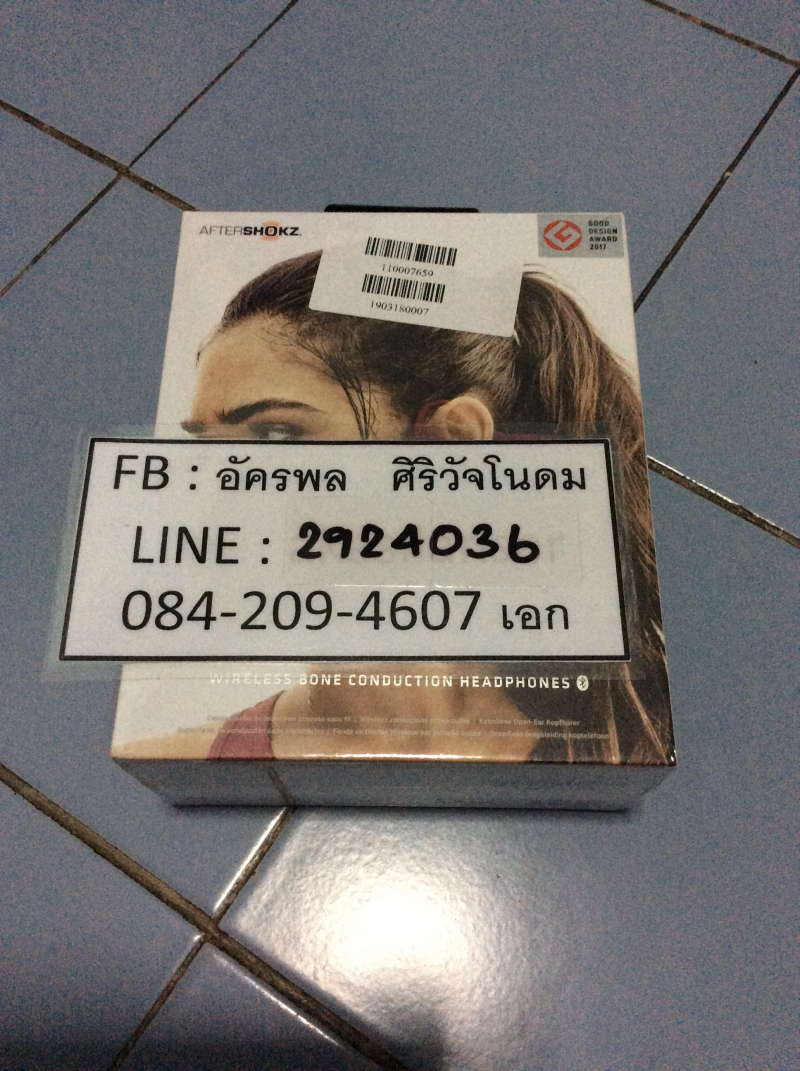 AFTERSHOKZ
GOOD
DESIGN
AWARD
2017
110007659
1903180007
FB : อัครพล ศิริวัจโนดม
LINE : 2924036
084-209-4607 เอก
WIRELESS BONE CONDUCTION HEADPHONES